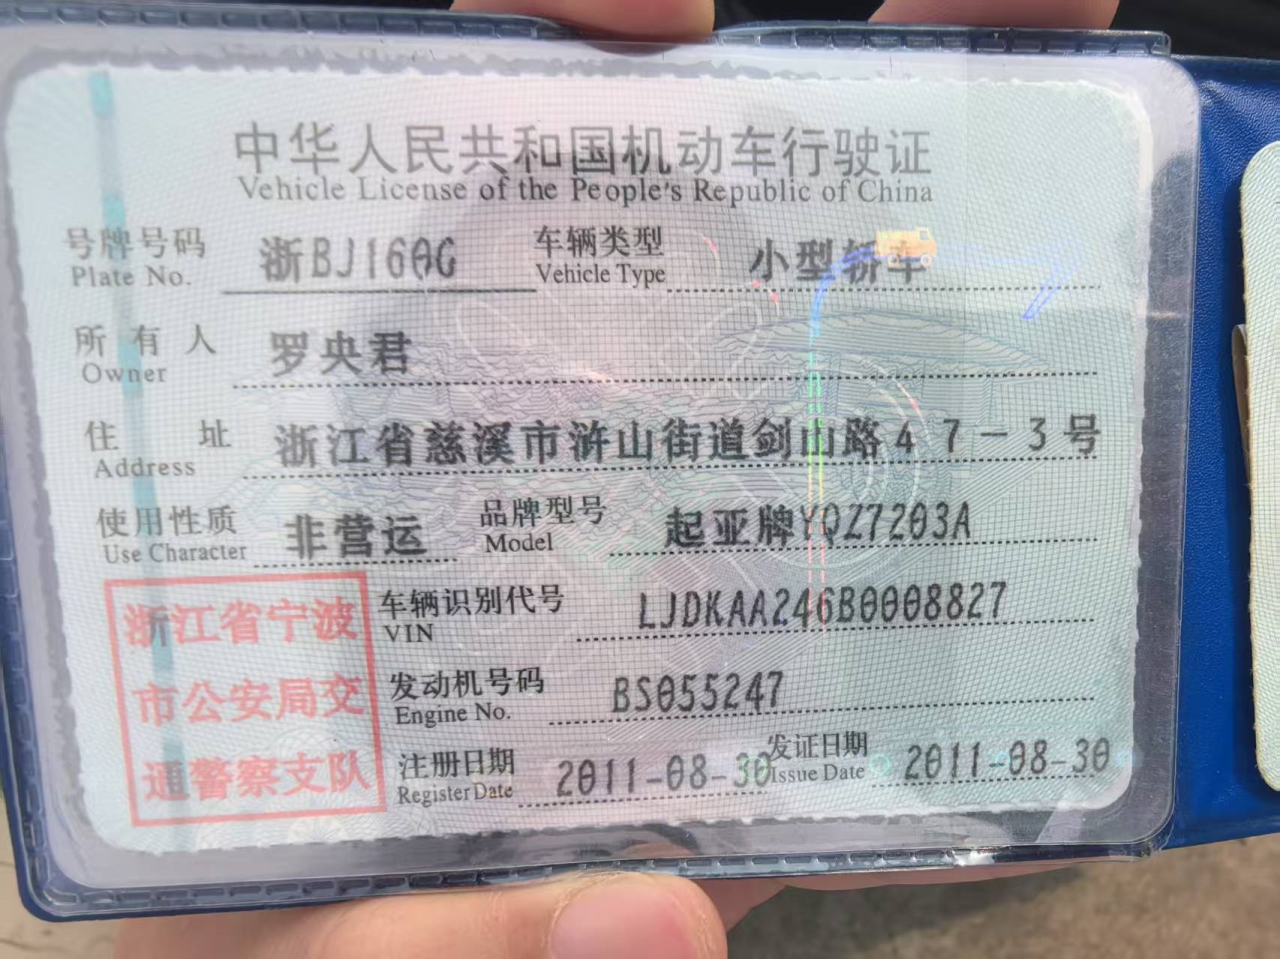 中华人民共和国机动车行驶证
Vehicle License of the People's Republic of China
号牌号码 浙BJ160G 车辆类型 小型轿车
Plate No. Vehicle Type
所有人 罗央君
Owner
住址 浙江省慈溪市浒山街道剑山路47-3号
Address
使用性质 非营运 品牌型号 起亚牌YQZ7203A
Use Character Model
浙江省宁波
市公安局交
通警察支队
车辆识别代号 LJDKAA246B0008827
VIN
发动机号码 BS055247
Engine No.
注册日期 2011-08-30 发证日期 2011-08-30
Register Date Issue Date